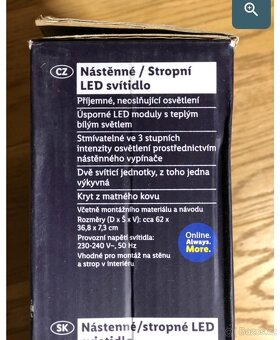 CZ
Nástěnné / Stropní
LED svítidlo
Příjemné, neoslňující osvětlení
Úsporné LED moduly s teplým
bílým světlem
Stmívatelné ve 3 stupních
intenzity osvětlení prostřednictvím
nástěnného vypínače
Dvě svíticí jednotky, z toho jedna
výkyvná
Kryt z matného kovu
Včetně montážního materiálu a návodu
Rozměry (D x Š x V): cca 62 x
36,8 x 7,3 cm
Provozní napětí svítidla:
230-240 V~, 50 Hz
Vhodné pro montáž na stěnu
a strop v interiéru
Online.
Always.
More.
SK
Nástenné/stropné LED
svietidlo